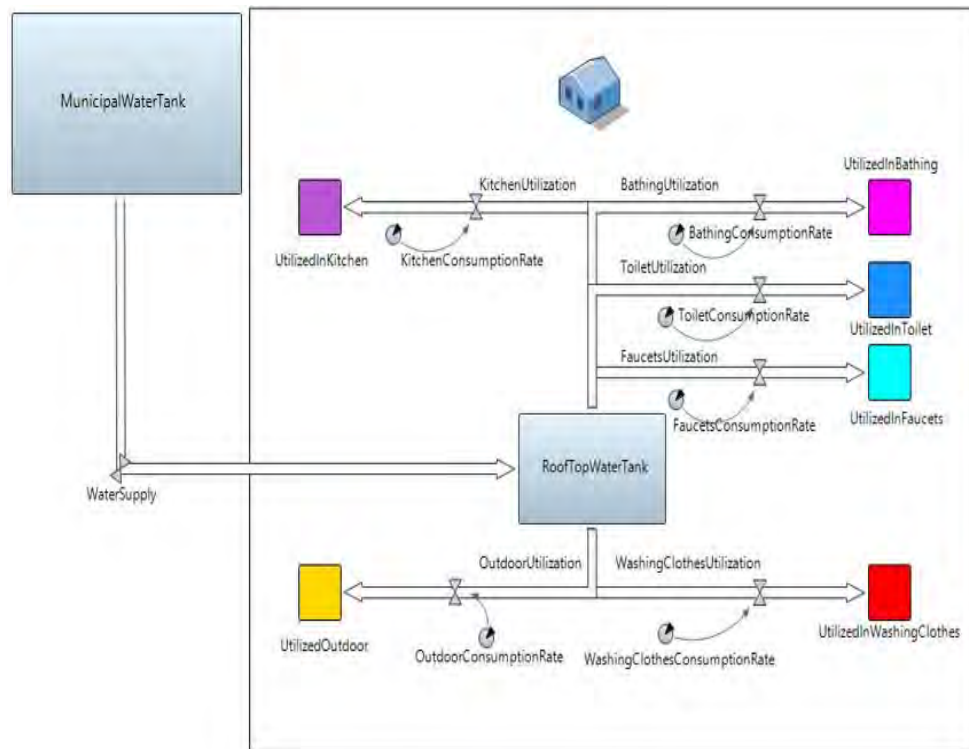 MunicipalWaterTank
UtilizedInBathing
KitchenUtilization
BathingUtilization
BathingConsumptionRate
UtilizedInKitchen
KitchenConsumptionRate
ToiletUtilization
ToiletConsumptionRate
UtilizedInToilet
FaucetsUtilization
FaucetsConsumptionRate
UtilizedInFaucets
RoofTopWaterTank
WaterSupply
OutdoorUtilization
WashingClothesUtilization
UtilizedOutdoor
UtilizedInWashingClothes
OutdoorConsumptionRate
WashingClothesConsumptionRate